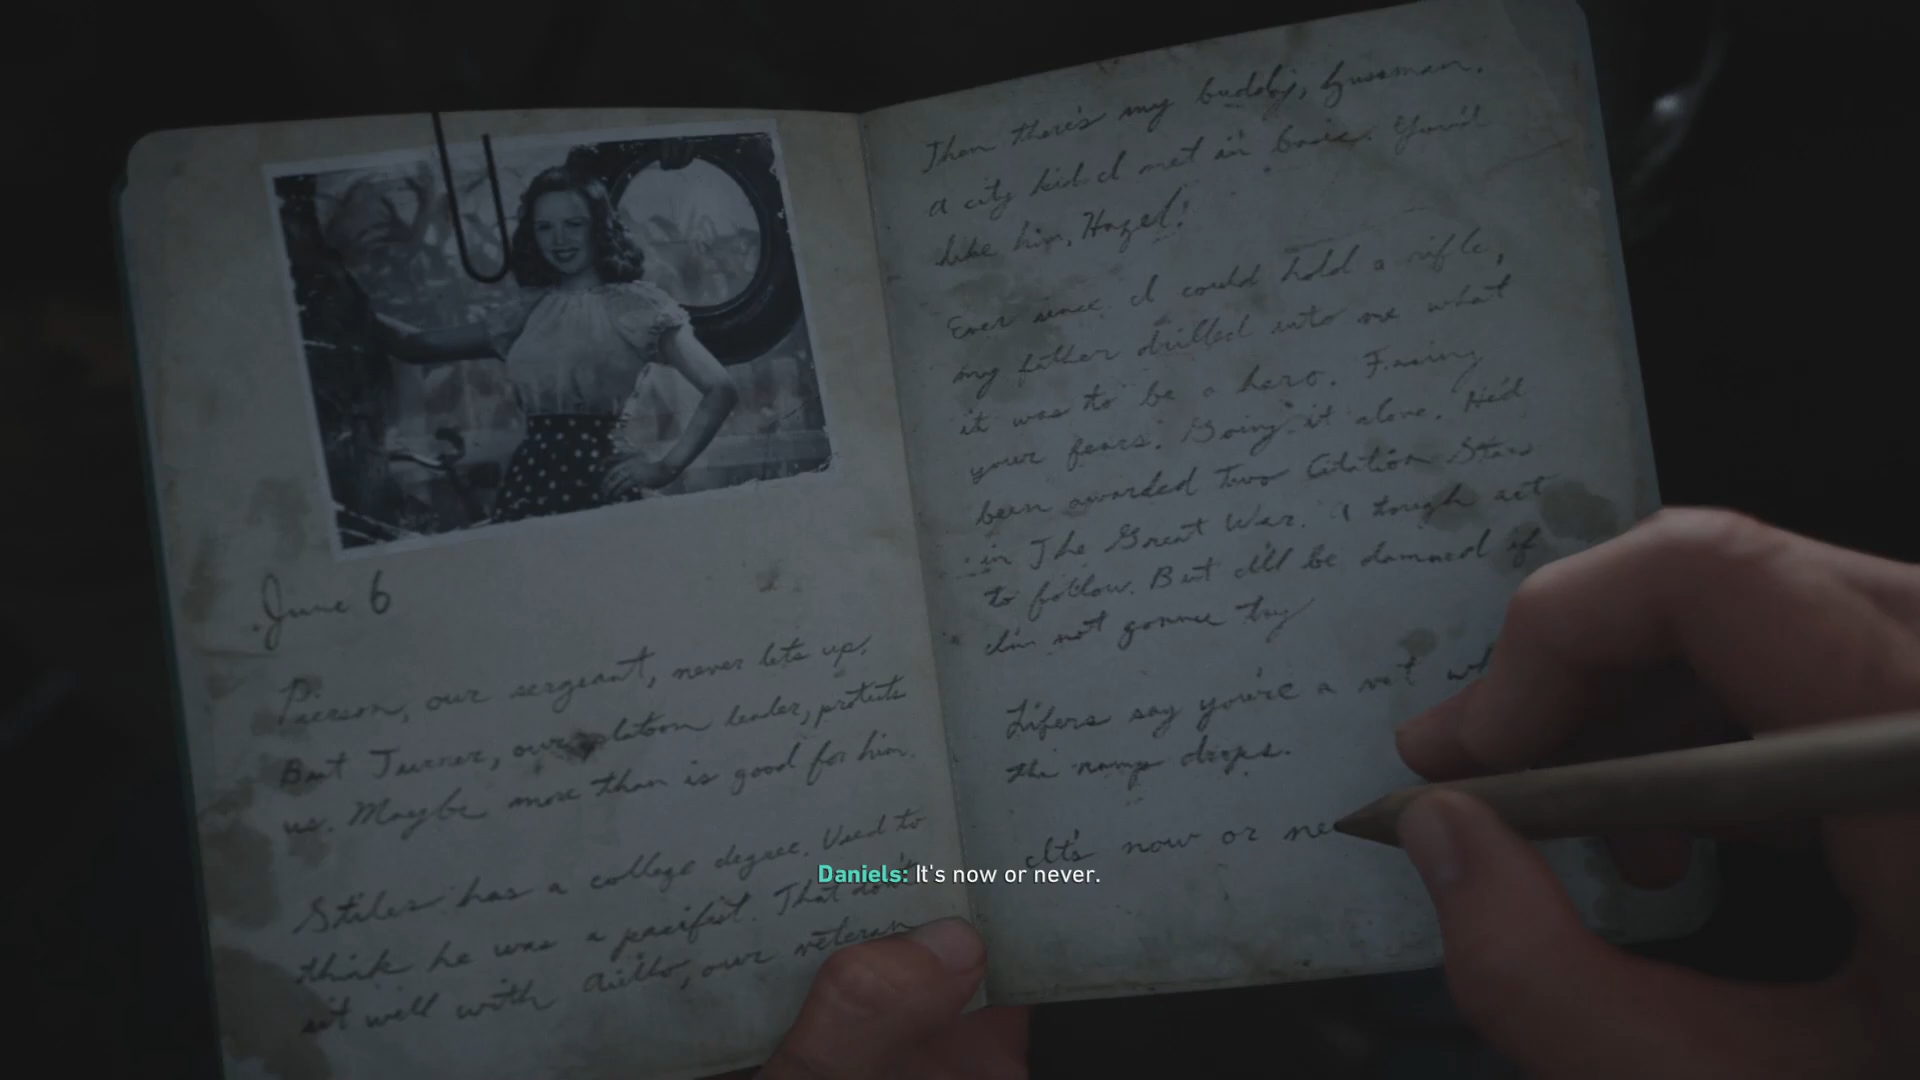 June 6
Pierson, our sergeant, never lets up.
But Turner, our platoon leader, protects
us. Maybe more than is good for him.
Stiles has a college degree. Used to
think he was a pacifist. That don't
sit well with Aiello, our veteran
Then there's my buddy, Zussman,
a city kid I met in basic. You'd
like him, Hazel!
Ever since I could hold a rifle,
my father drilled into me what
it was to be a hero. Facing
your fears. Doing it alone. He'd
been awarded two Citation Stars
in The Great War. A tough act
to follow. But I'll be damned if
I'm not gonna try
Lifers say you're a vet wh
the ramp drops.
It's now or ne
Daniels: It's now or never.